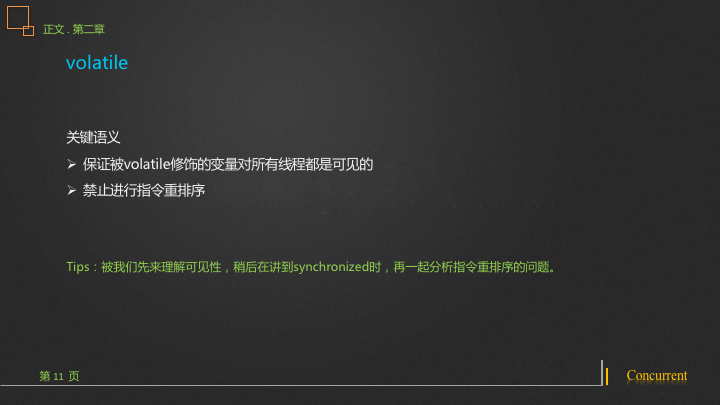 正文 . 第二章
volatile
关键语义
➢ 保证被volatile修饰的变量对所有线程都是可见的
➢ 禁止进行指令重排序
Tips：被我们先来理解可见性，稍后在讲到synchronized时，再一起分析指令重排序的问题。
第 11 页
Concurrent